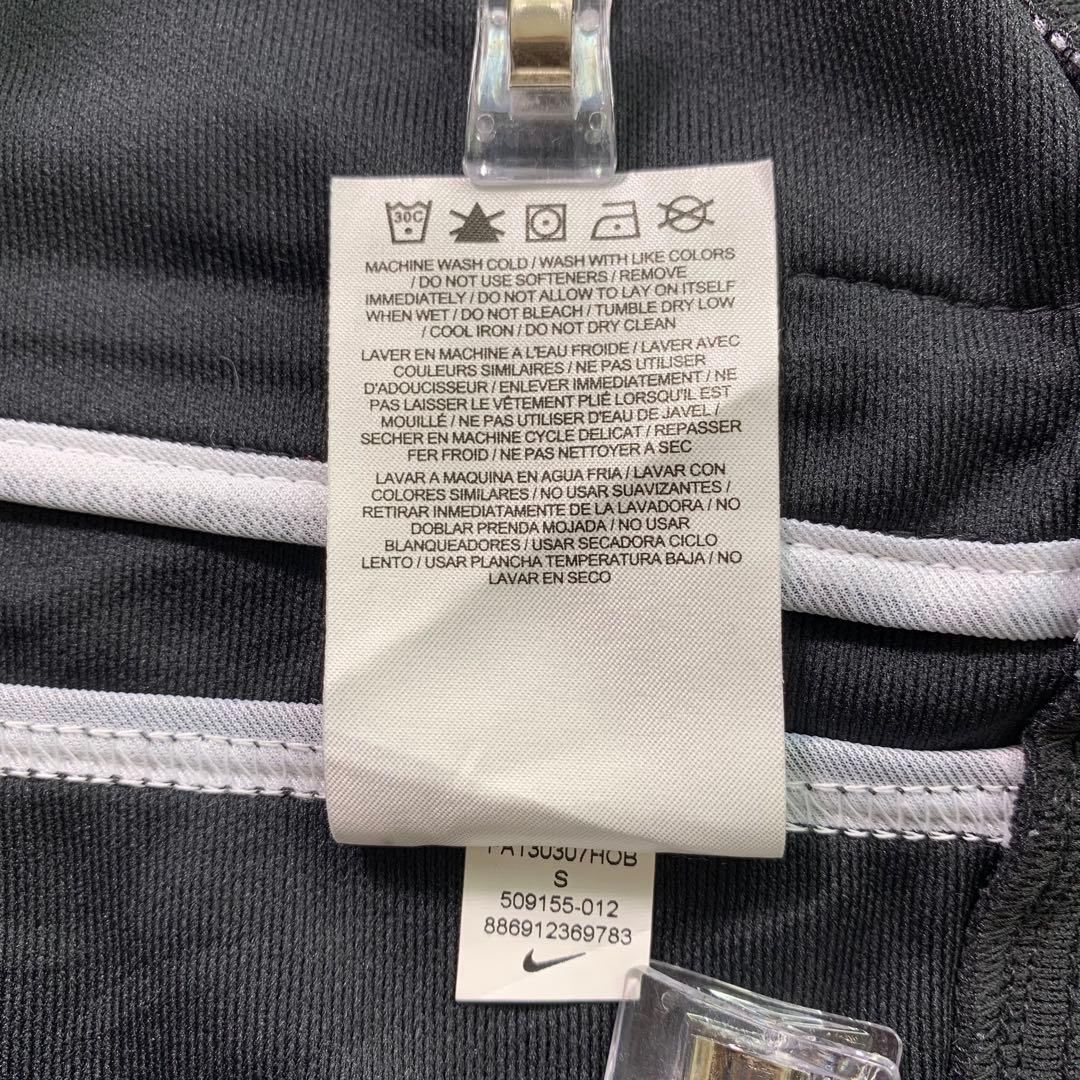 30C
MACHINE WASH COLD / WASH WITH LIKE COLORS
/ DO NOT USE SOFTENERS / REMOVE
IMMEDIATELY / DO NOT ALLOW TO LAY ON ITSELF
WHEN WET / DO NOT BLEACH / TUMBLE DRY LOW
/ COOL IRON / DO NOT DRY CLEAN
LAVER EN MACHINE A L'EAU FROIDE / LAVER AVEC
COULEURS SIMILAIRES / NE PAS UTILISER
D'ADOUCISSEUR / ENLEVER IMMEDIATEMENT / NE
PAS LAISSER LE VÉTEMENT PLIÉ LORSQU'IL EST
MOUILLÉ / NE PAS UTILISER D'EAU DE JAVEL /
SECHER EN MACHINE CYCLE DELICAT / REPASSER
FER FROID / NE PAS NETTOYER A SEC
LAVAR A MAQUINA EN AGUA FRIA / LAVAR CON
COLORES SIMILARES / NO USAR SUAVIZANTES /
RETIRAR INMEDIATAMENTE DE LA LAVADORA / NO
DOBLAR PRENDA MOJADA / NO USAR
BLANQUEADORES / USAR SECADORA CICLO
LENTO / USAR PLANCHA TEMPERATURA BAJA / NO
LAVAR EN SECO
FA130307HOB
S
509155-012
886912369783